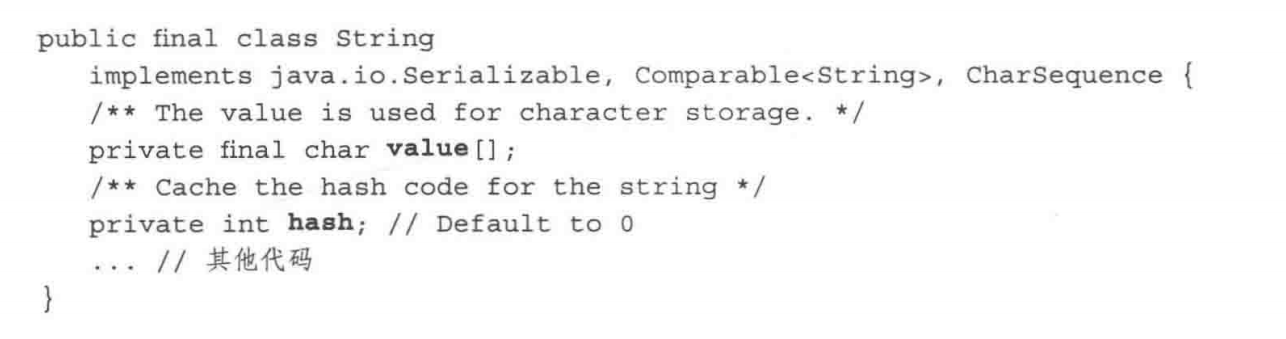 public final class String
implements java.io.Serializable, Comparable<String>, CharSequence {
/** The value is used for character storage. */
private final char value[];
/** Cache the hash code for the string */
private int hash; // Default to 0
... // 其他代码
}